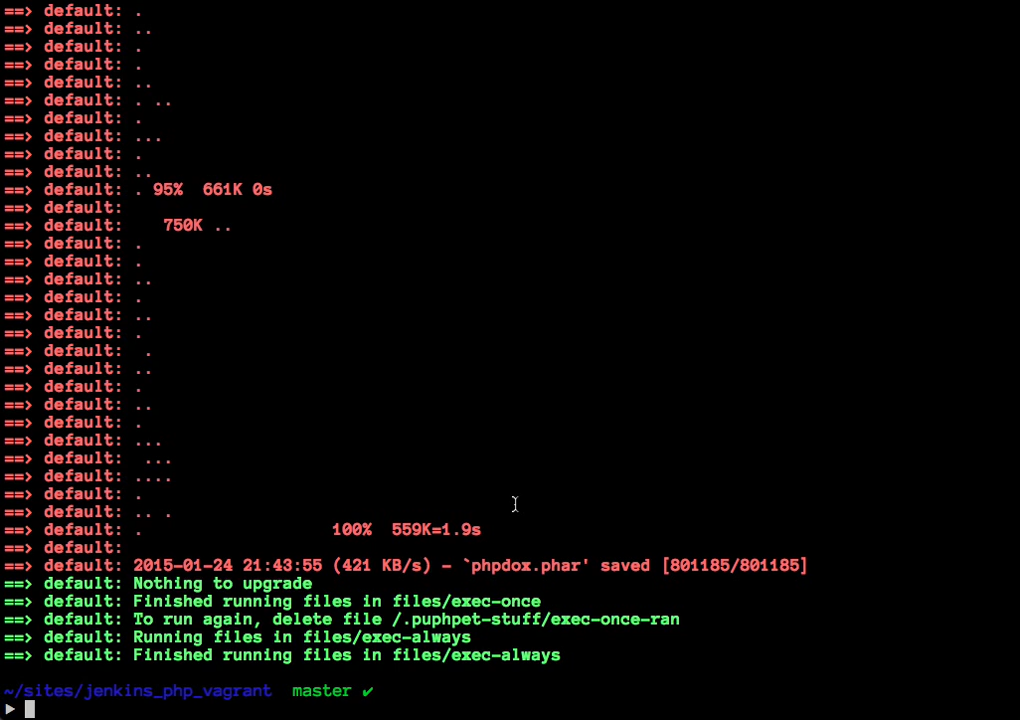 ==> default: .
==> default: ..
==> default: .
==> default: .
==> default: ..
==> default: . ..
==> default: .
==> default: ...
==> default: .
==> default: ..
==> default: . 95%  661K 0s
==> default:
==> default:    750K ..
==> default: .
==> default: .
==> default: ..
==> default: .
==> default: ..
==> default: .
==> default:  .
==> default: ..
==> default: .
==> default: ..
==> default: .
==> default: ...
==> default:  ...
==> default: ....
==> default: .
==> default: .. .
==> default: .                   100%  559K=1.9s
==> default:
==> default: 2015-01-24 21:43:55 (421 KB/s) - `phpdox.phar' saved [801185/801185]
==> default: Nothing to upgrade
==> default: Finished running files in files/exec-once
==> default: To run again, delete file /.puphpet-stuff/exec-once-ran
==> default: Running files in files/exec-always
==> default: Finished running files in files/exec-always
~/sites/jenkins_php_vagrant  master ✔
▶